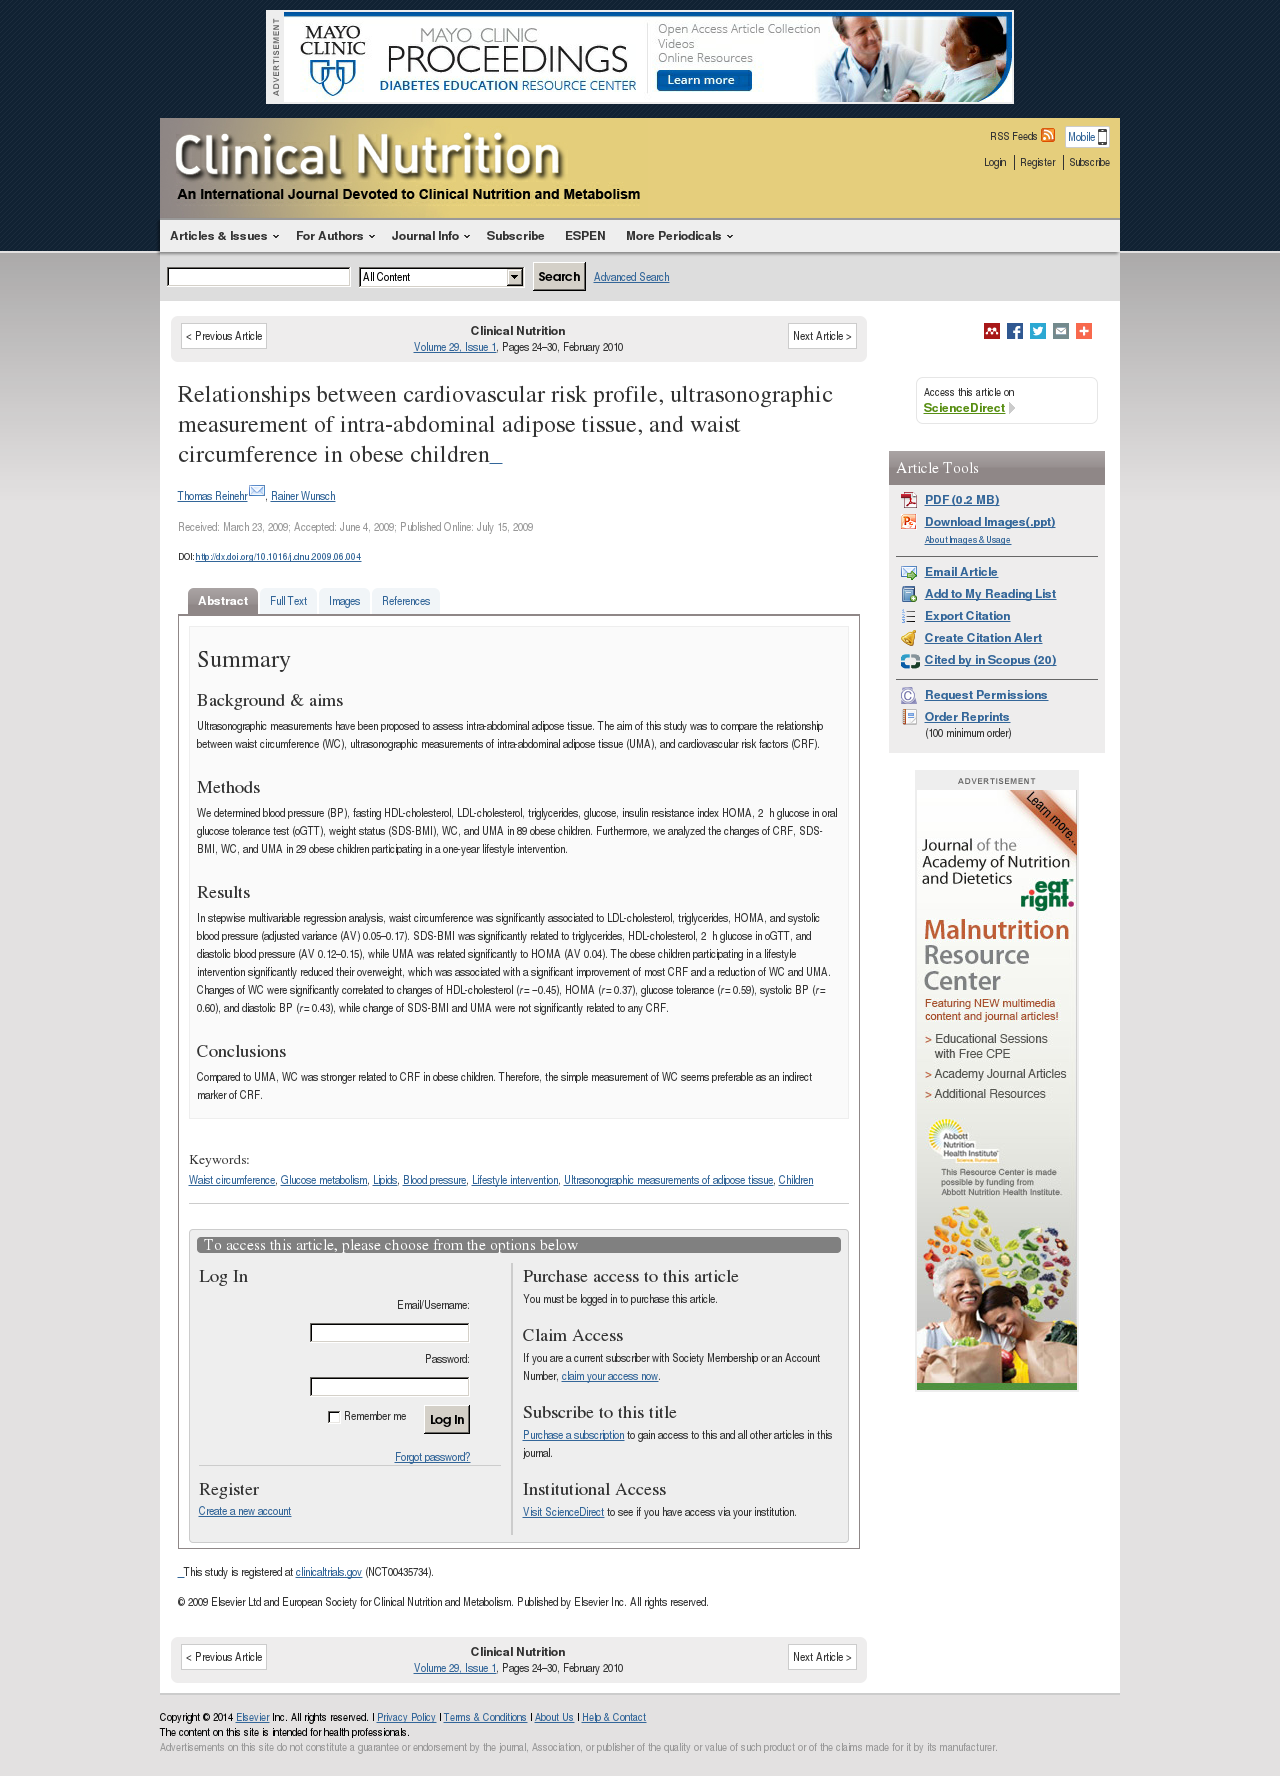 ADVERTISEMENT
MAYO CLINIC
MAYO CLINIC PROCEEDINGS
DIABETES EDUCATION RESOURCE CENTER
Open Access Article Collection
Videos
Online Resources
Learn more
Clinical Nutrition
An International Journal Devoted to Clinical Nutrition and Metabolism
RSS Feeds Mobile
Login Register Subscribe
Articles & Issues For Authors Journal Info Subscribe ESPEN More Periodicals
All Content Search Advanced Search
< Previous Article
Clinical Nutrition
Volume 29, Issue 1, Pages 24–30, February 2010
Next Article >
Relationships between cardiovascular risk profile, ultrasonographic
measurement of intra-abdominal adipose tissue, and waist
circumference in obese children_
Thomas Reinehr, Rainer Wunsch
Received: March 23, 2009; Accepted: June 4, 2009; Published Online: July 15, 2009
DOI: http://dx.doi.org/10.1016/j.clnu.2009.06.004
Abstract Full Text Images References
Summary
Background & aims
Ultrasonographic measurements have been proposed to assess intra-abdominal adipose tissue. The aim of this study was to compare the relationship
between waist circumference (WC), ultrasonographic measurements of intra-abdominal adipose tissue (UMA), and cardiovascular risk factors (CRF).
Methods
We determined blood pressure (BP), fasting HDL-cholesterol, LDL-cholesterol, triglycerides, glucose, insulin resistance index HOMA, 2 h glucose in oral
glucose tolerance test (oGTT), weight status (SDS-BMI), WC, and UMA in 89 obese children. Furthermore, we analyzed the changes of CRF, SDS-
BMI, WC, and UMA in 29 obese children participating in a one-year lifestyle intervention.
Results
In stepwise multivariable regression analysis, waist circumference was significantly associated to LDL-cholesterol, triglycerides, HOMA, and systolic
blood pressure (adjusted variance (AV) 0.05–0.17). SDS-BMI was significantly related to triglycerides, HDL-cholesterol, 2 h glucose in oGTT, and
diastolic blood pressure (AV 0.12–0.15), while UMA was related significantly to HOMA (AV 0.04). The obese children participating in a lifestyle
intervention significantly reduced their overweight, which was associated with a significant improvement of most CRF and a reduction of WC and UMA.
Changes of WC were significantly correlated to changes of HDL-cholesterol (r = −0.45), HOMA (r = 0.37), glucose tolerance (r = 0.59), systolic BP (r =
0.60), and diastolic BP (r = 0.43), while change of SDS-BMI and UMA were not significantly related to any CRF.
Conclusions
Compared to UMA, WC was stronger related to CRF in obese children. Therefore, the simple measurement of WC seems preferable as an indirect
marker of CRF.
Keywords:
Waist circumference, Glucose metabolism, Lipids, Blood pressure, Lifestyle intervention, Ultrasonographic measurements of adipose tissue, Children
To access this article, please choose from the options below
Log In
Email/Username:
Password:
Remember me Log In
Forgot password?
Register
Create a new account
Purchase access to this article
You must be logged in to purchase this article.
Claim Access
If you are a current subscriber with Society Membership or an Account
Number, claim your access now.
Subscribe to this title
Purchase a subscription to gain access to this and all other articles in this
journal.
Institutional Access
Visit ScienceDirect to see if you have access via your institution.
_This study is registered at clinicaltrials.gov (NCT00435734).
© 2009 Elsevier Ltd and European Society for Clinical Nutrition and Metabolism. Published by Elsevier Inc. All rights reserved.
< Previous Article
Clinical Nutrition
Volume 29, Issue 1, Pages 24–30, February 2010
Next Article >
Access this article on
ScienceDirect
Article Tools
PDF (0.2 MB)
Download Images(.ppt)
About Images & Usage
Email Article
Add to My Reading List
Export Citation
Create Citation Alert
Cited by in Scopus (20)
Request Permissions
Order Reprints
(100 minimum order)
ADVERTISEMENT
Learn more...
Journal of the
Academy of Nutrition
and Dietetics
eat
right.
Malnutrition
Resource
Center
Featuring NEW multimedia
content and journal articles!
> Educational Sessions
with Free CPE
> Academy Journal Articles
> Additional Resources
Abbott
Nutrition
Health Institute
This Resource Center is made
possible by funding from
Abbott Nutrition Health Institute.
Copyright © 2014 Elsevier Inc. All rights reserved. | Privacy Policy | Terms & Conditions | About Us | Help & Contact
The content on this site is intended for health professionals.
Advertisements on this site do not constitute a guarantee or endorsement by the journal, Association, or publisher of the quality or value of such product or of the claims made for it by its manufacturer.